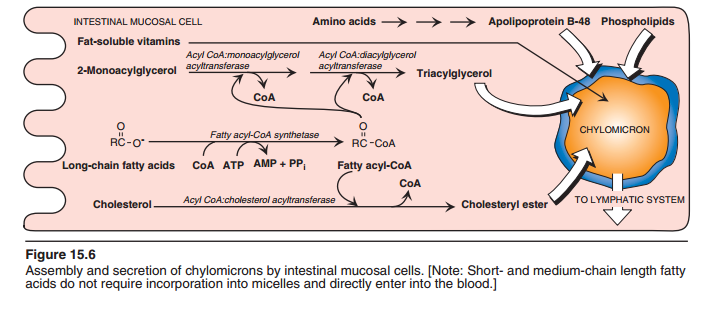 INTESTINAL MUCOSAL CELL
Amino acids
Apolipoprotein B-48 Phospholipids
Fat-soluble vitamins
Acyl CoA:monoacylglycerol
acyltransferase
Acyl CoA:diacylglycerol
acyltransferase
2-Monoacylglycerol
Triacylglycerol
CoA
CoA
CHYLOMICRON
O
RC-O-
Fatty acyl-CoA synthetase
O
RC -CoA
Long-chain fatty acids
CoA ATP AMP + PPi
Fatty acyl-CoA
CoA
Cholesterol
Acyl CoA:cholesterol acyltransferase
Cholesteryl ester
TO LYMPHATIC SYSTEM
Figure 15.6
Assembly and secretion of chylomicrons by intestinal mucosal cells. [Note: Short- and medium-chain length fatty
acids do not require incorporation into micelles and directly enter into the blood.]